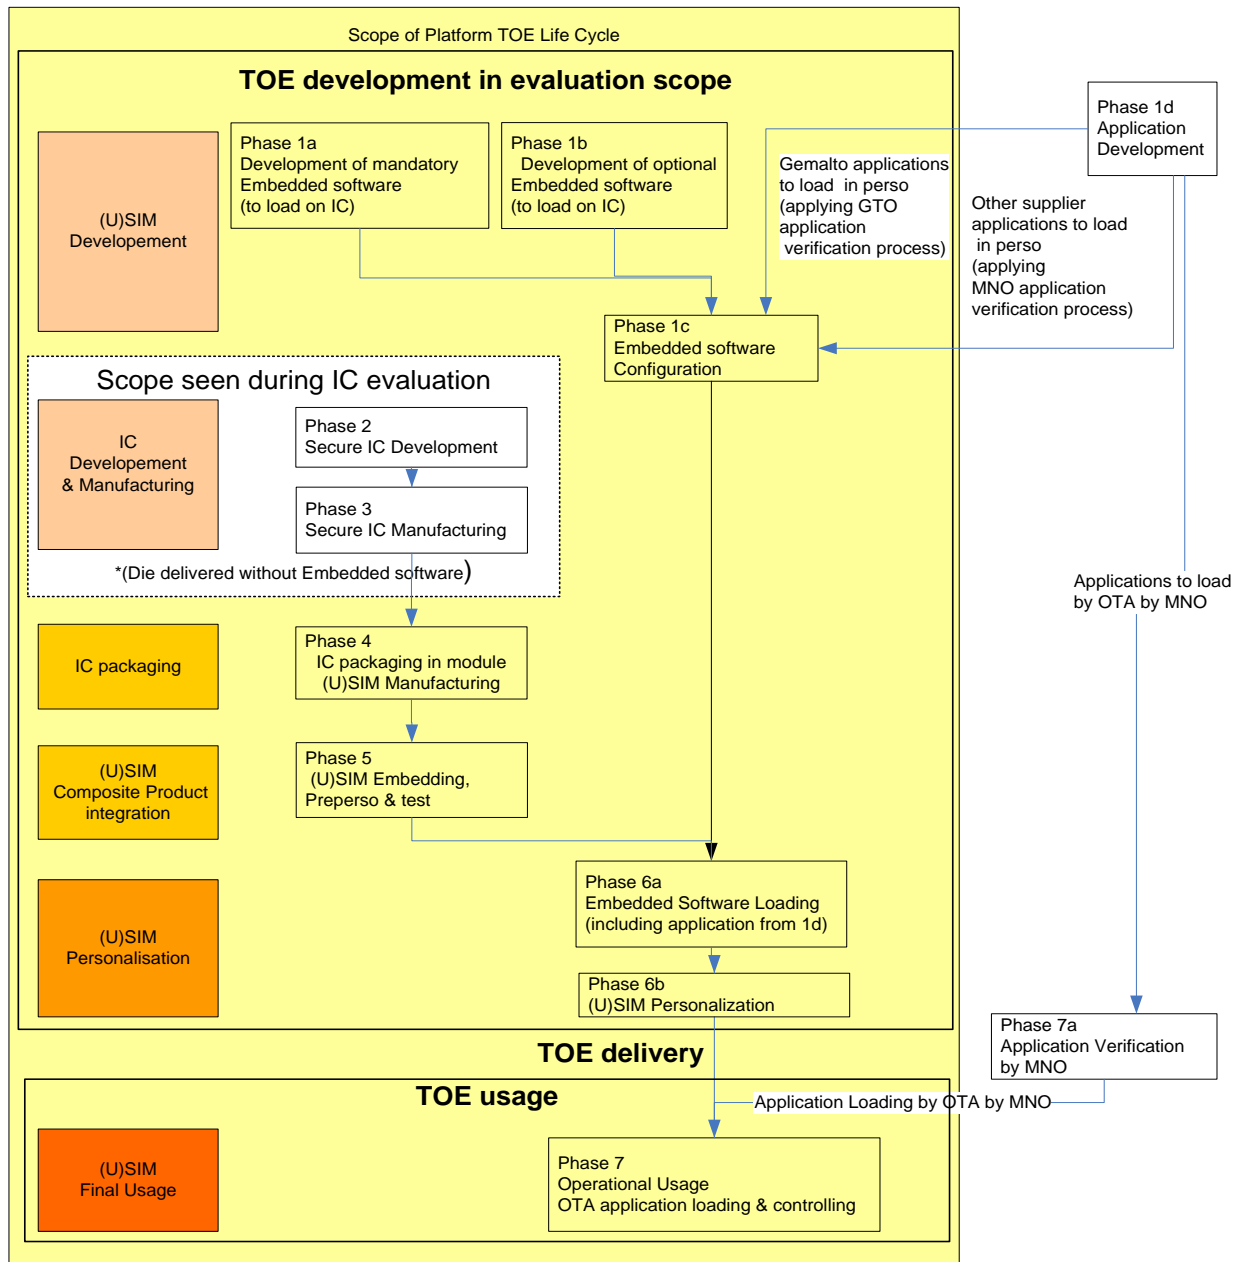 Scope of Platform TOE Life Cycle
TOE development in evaluation scope
(U)SIM
Developement
Phase 1a
Development of mandatory
Embedded software
(to load on IC)
Phase 1b
Development of optional
Embedded software
(to load on IC)
Gemalto applications
to load in perso
(applying GTO
application
verification process)
Phase 1d
Application
Development
Other supplier
applications to load
in perso
(applying
MNO application
verification process)
Phase 1c
Embedded software
Configuration
Scope seen during IC evaluation
IC
Developement
& Manufacturing
Phase 2
Secure IC Development
Phase 3
Secure IC Manufacturing
*(Die delivered without Embedded software)
Applications to load
by OTA by MNO
IC packaging
Phase 4
IC packaging in module
(U)SIM Manufacturing
(U)SIM
Composite Product
integration
Phase 5
(U)SIM Embedding,
Preperso & test
(U)SIM
Personalisation
Phase 6a
Embedded Software Loading
(including application from 1d)
Phase 6b
(U)SIM Personalization
Phase 7a
Application Verification
by MNO
TOE delivery
TOE usage
Application Loading by OTA by MNO
(U)SIM
Final Usage
Phase 7
Operational Usage
OTA application loading & controlling